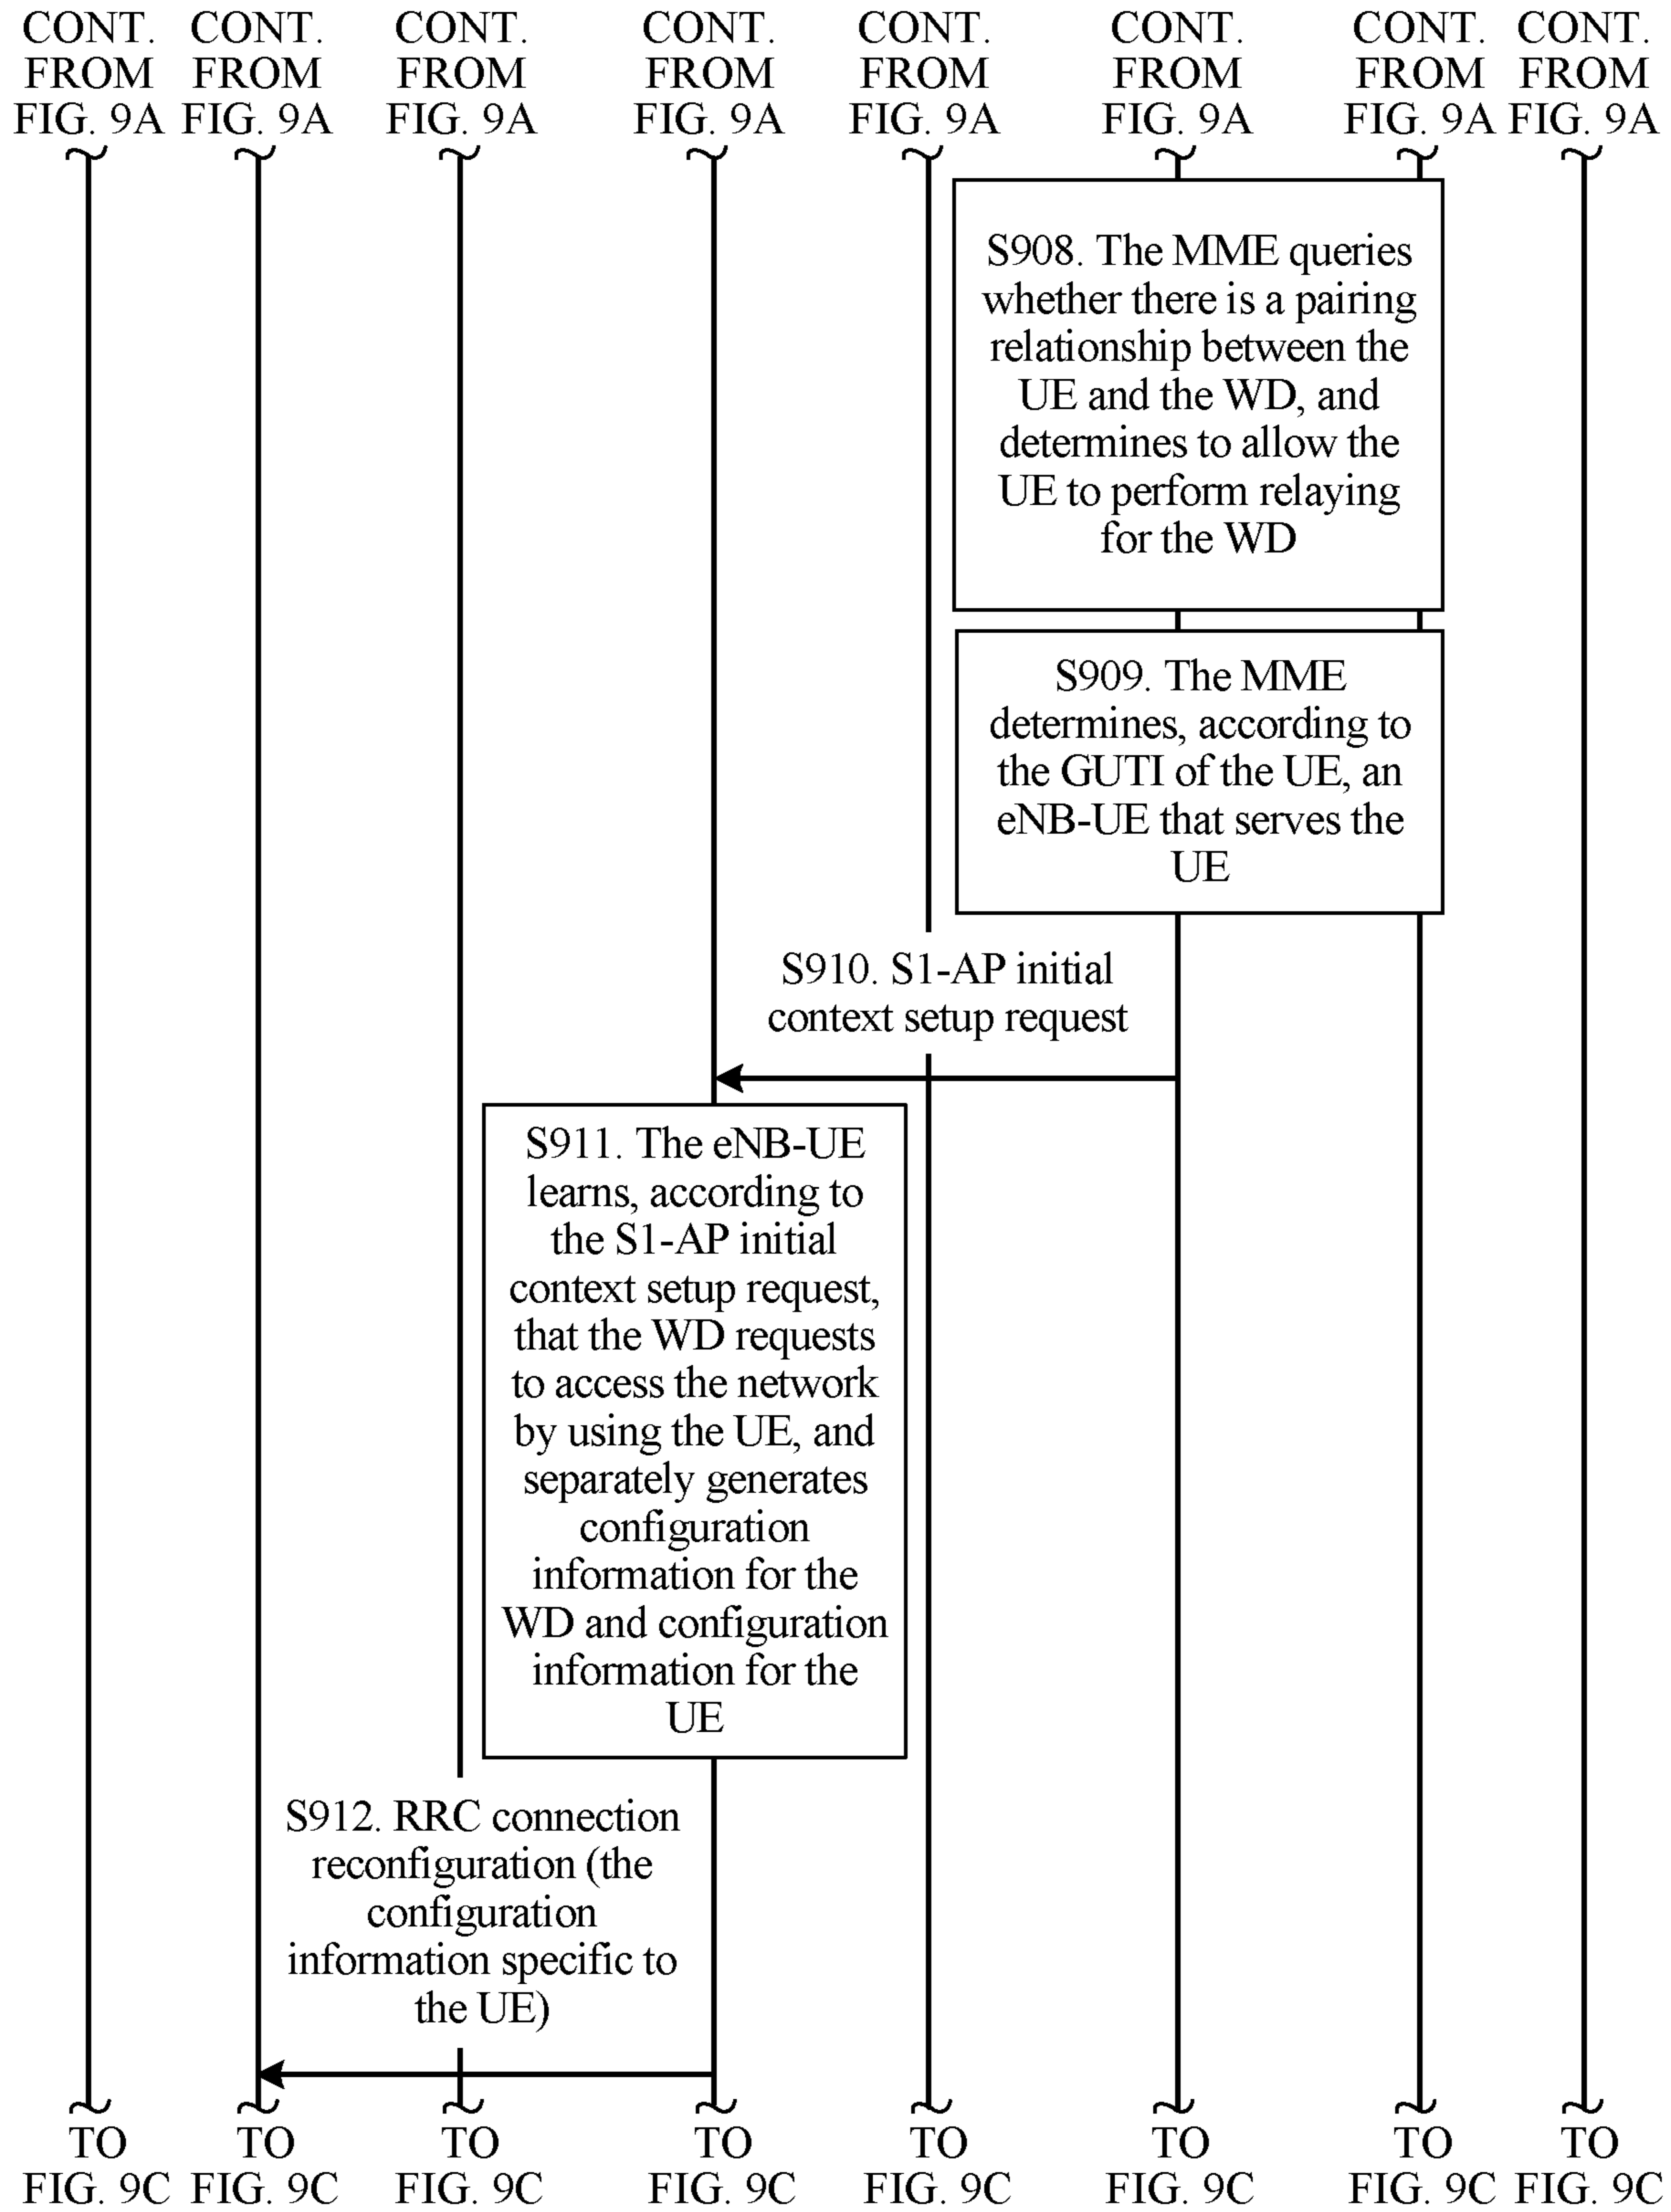 CONT. CONT. CONT. CONT. CONT. CONT. CONT. CONT.
FROM FROM FROM FROM FROM FROM FROM FROM
FIG. 9A FIG. 9A FIG. 9A FIG. 9A FIG. 9A FIG. 9A FIG. 9A FIG. 9A
S908. The MME queries
whether there is a pairing
relationship between the
UE and the WD, and
determines to allow the
UE to perform relaying
for the WD
S909. The MME
determines, according to
the GUTI of the UE, an
eNB-UE that serves the
UE
S910. S1-AP initial
context setup request
S911. The eNB-UE
learns, according to
the S1-AP initial
context setup request,
that the WD requests
to access the network
by using the UE, and
separately generates
configuration
information for the
WD and configuration
information for the
UE
S912. RRC connection
reconfiguration (the
configuration
information specific to
the UE)
TO TO TO TO TO TO TO TO
FIG. 9C FIG. 9C FIG. 9C FIG. 9C FIG. 9C FIG. 9C FIG. 9C FIG. 9C